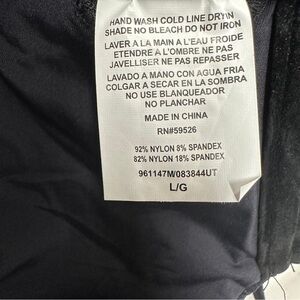 HAND WASH COLD LINE DRY IN
SHADE NO BLEACH DO NOT IRON
LAVER A LA MAIN A L'EAU FROIDE
ETENDRE A L'OMBRE NE PAS
JAVELLISER NE PAS REPASSER
LAVADO A MANO CON AGUA FRIA
COLGAR A SECAR EN LA SOMBRA
NO USE BLANQUEADOR
NO PLANCHAR
MADE IN CHINA
RN#59526
92% NYLON 8% SPANDEX
82% NYLON 18% SPANDEX
961147M/083844UT
L/G